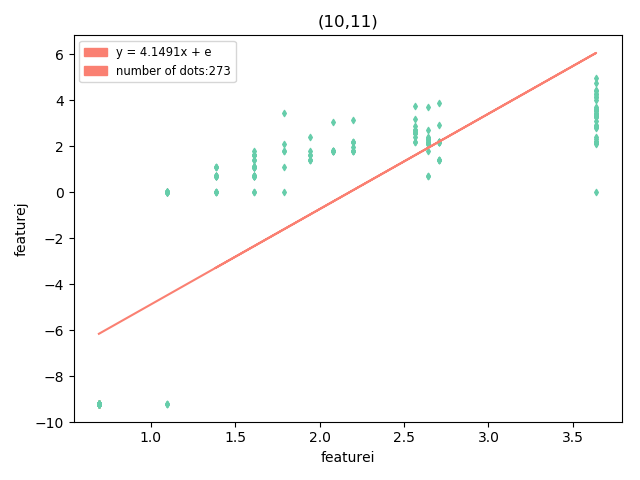 (10,11)
y = 4.1491x + e
number of dots:273
6
4
2
0
−2
−4
−6
−8
−10
featurej
1.0 1.5 2.0 2.5 3.0 3.5
featurei